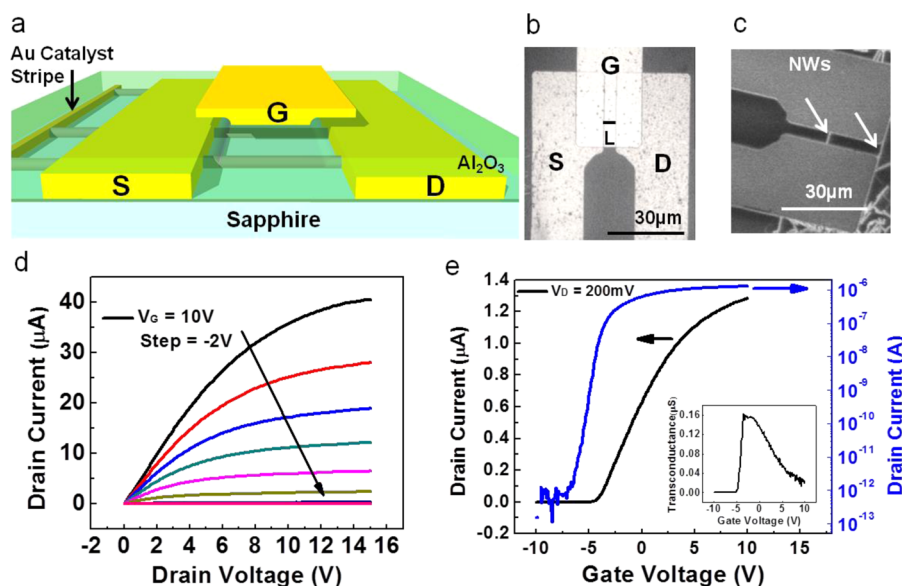 a
Au Catalyst
Stripe
G
S
D
Al2O3
Sapphire
b
G
L
S
D
30μm
c
NWs
30μm
d
Drain Current (μA)
40
30
20
10
0
VG = 10V
Step = -2V
-2 0 2 4 6 8 10 12 14 16
Drain Voltage (V)
e
Drain Current (μA)
1.4
1.2
1.0
0.8
0.6
0.4
0.2
0.0
-0.2
VD = 200mV
10-6
10-7
10-8
10-9
10-10
10-11
10-12
10-13
Drain Current (A)
Transconductance(μS)
0.16
0.12
0.08
0.04
0.00
-10 -5 0 5 10
Gate Voltage (V)
-10 -5 0 5 10 15
Gate Voltage (V)